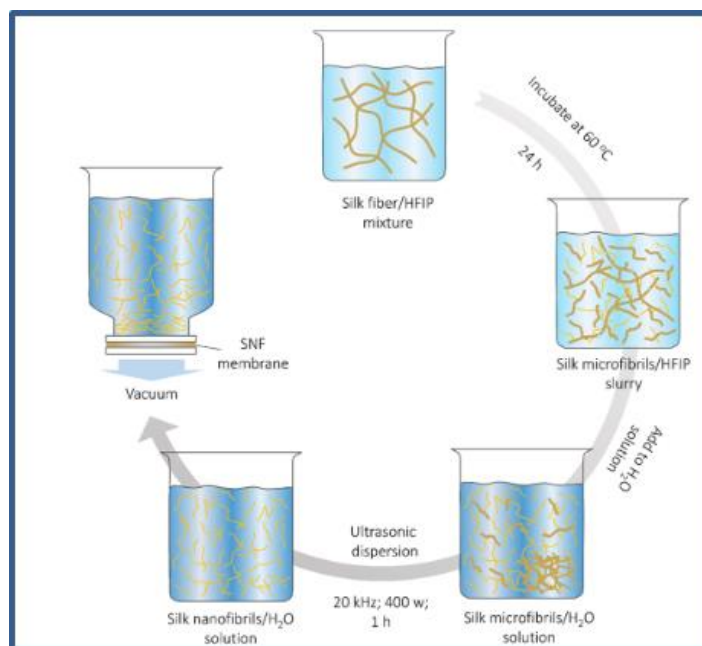 Silk fiber/HFIP
mixture
Incubate at 60 °C
24 h
Silk microfibrils/HFIP
slurry
Add to H₂O
solution
Silk microfibrils/H₂O
solution
Ultrasonic
dispersion
20 kHz; 400 w;
1 h
Silk nanofibrils/H₂O
solution
SNF
membrane
Vacuum